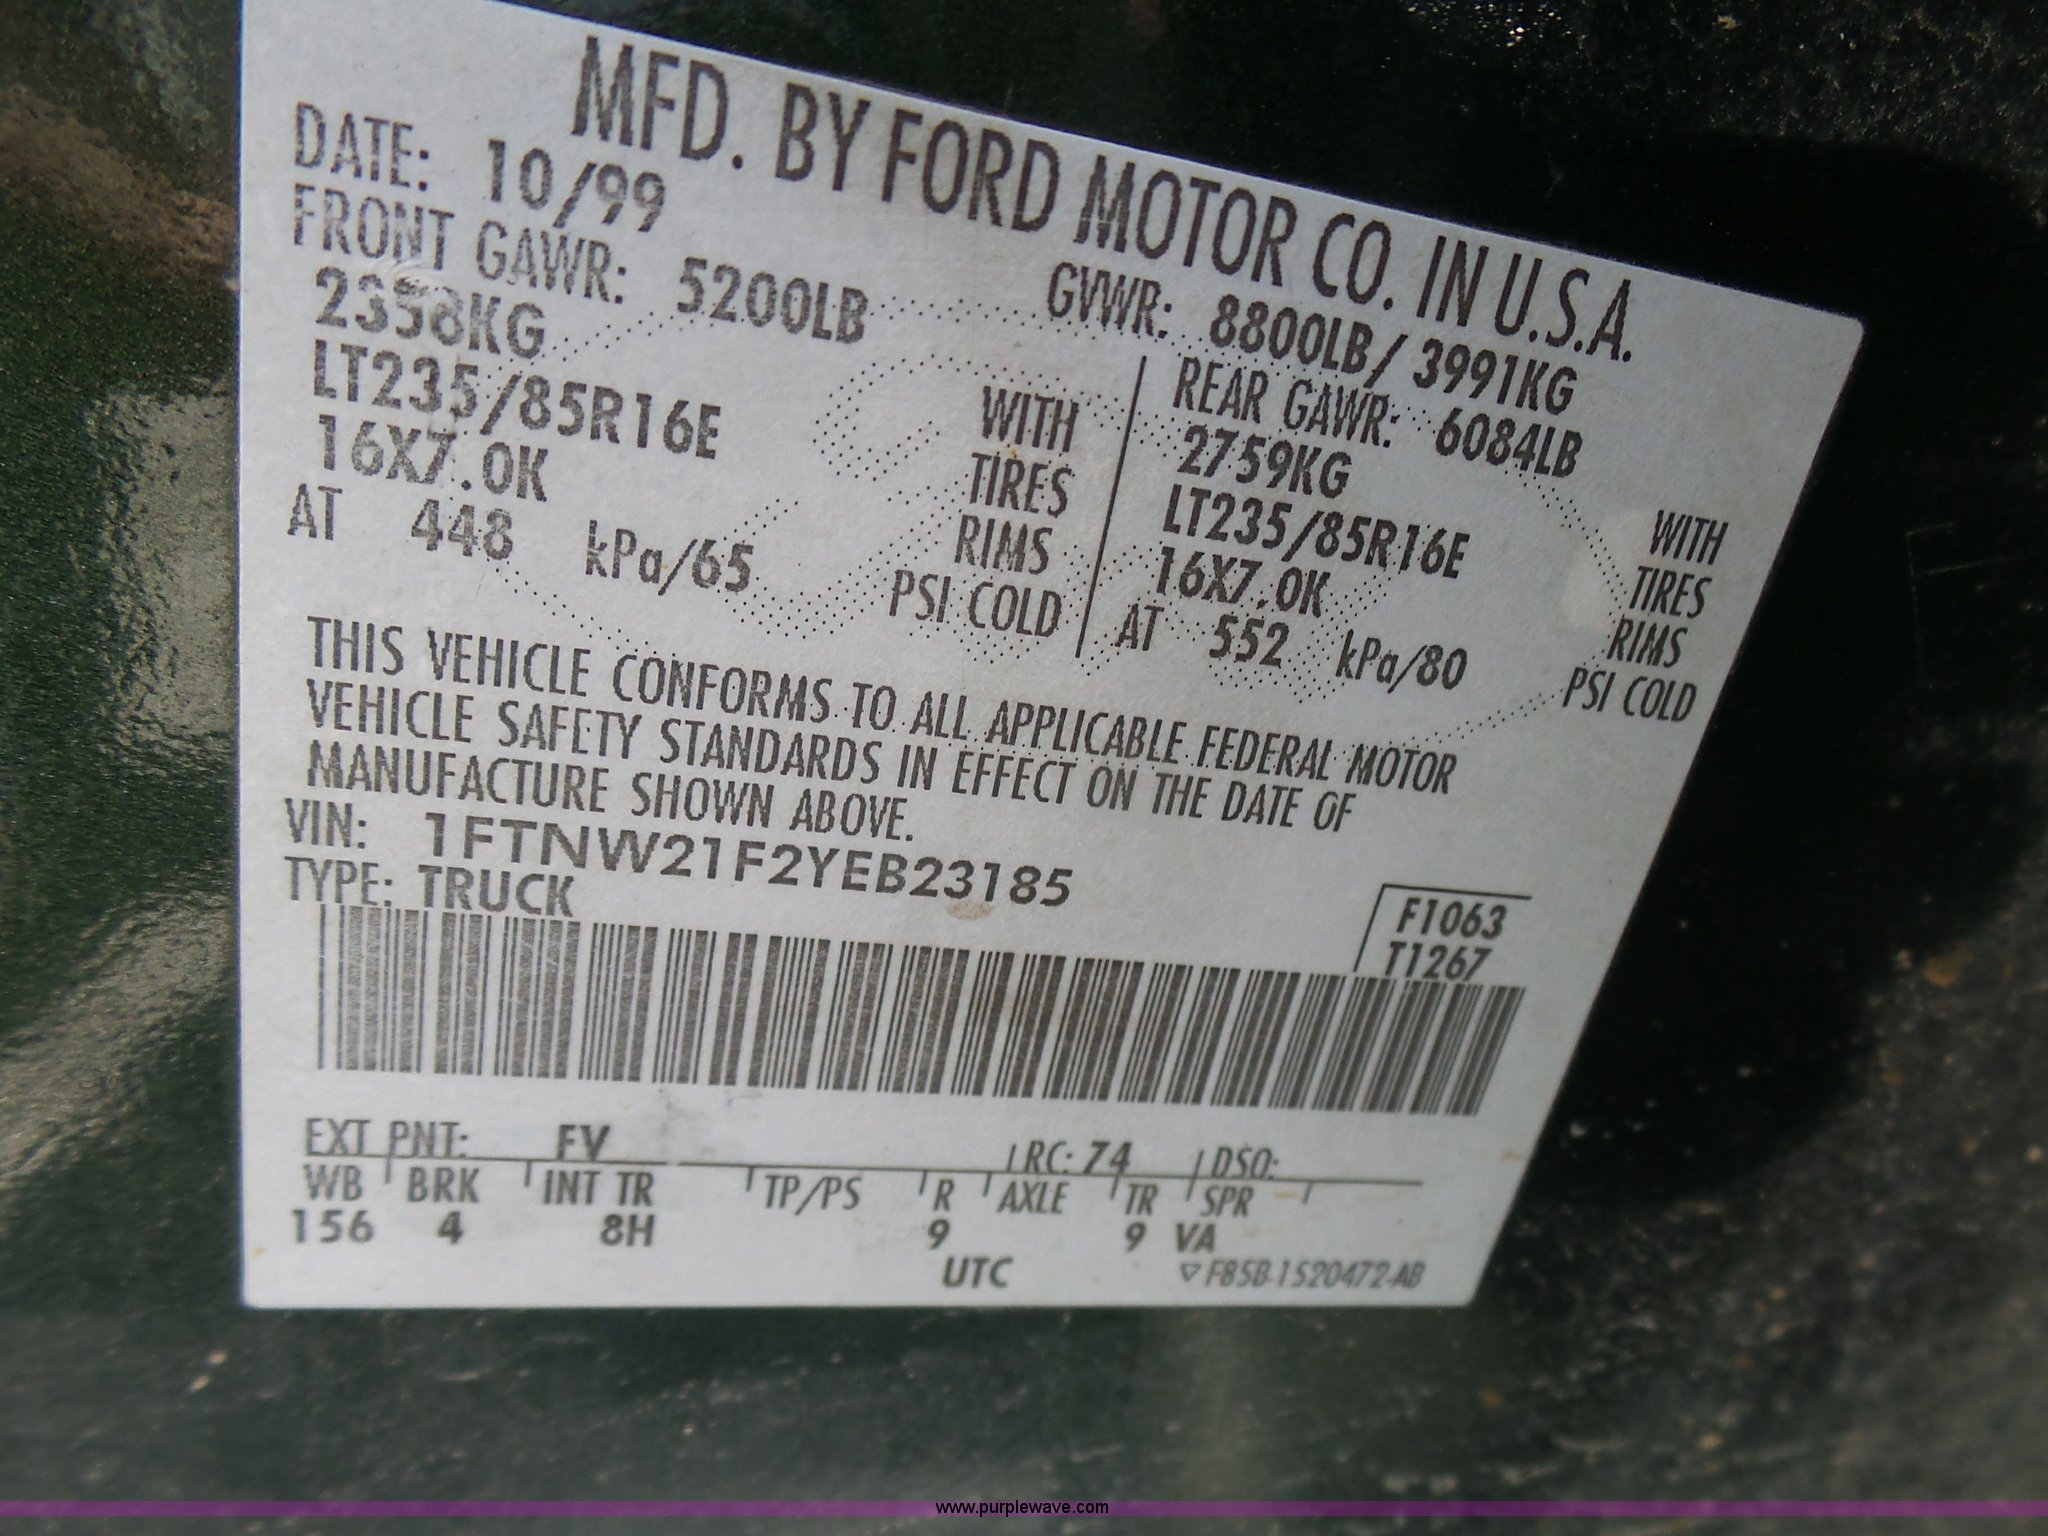 MFD. BY FORD MOTOR CO. IN U.S.A.
DATE: 10/99
GVWR: 8800LB/ 3991KG
FRONT GAWR: 5200LB
2358KG
LT235/85R16E
16X7.0K
AT 448 kPa/65
WITH
TIRES
RIMS
PSI COLD
REAR GAWR: 6084LB
2759KG
LT235/85R16E
16X7.0K
AT 552 kPa/80
WITH
TIRES
RIMS
PSI COLD
THIS VEHICLE CONFORMS TO ALL APPLICABLE FEDERAL MOTOR
VEHICLE SAFETY STANDARDS IN EFFECT ON THE DATE OF
MANUFACTURE SHOWN ABOVE.
VIN: 1FTNW21F2YEB23185
TYPE: TRUCK
F1063
T1267
EXT PNT: FV RC: 74 DSO:
WB BRK INT TR TP/PS R AXLE TR SPR
156 4 8H 9 9 VA
UTC
▽ F85B-1520472-AB
www.purplewave.com